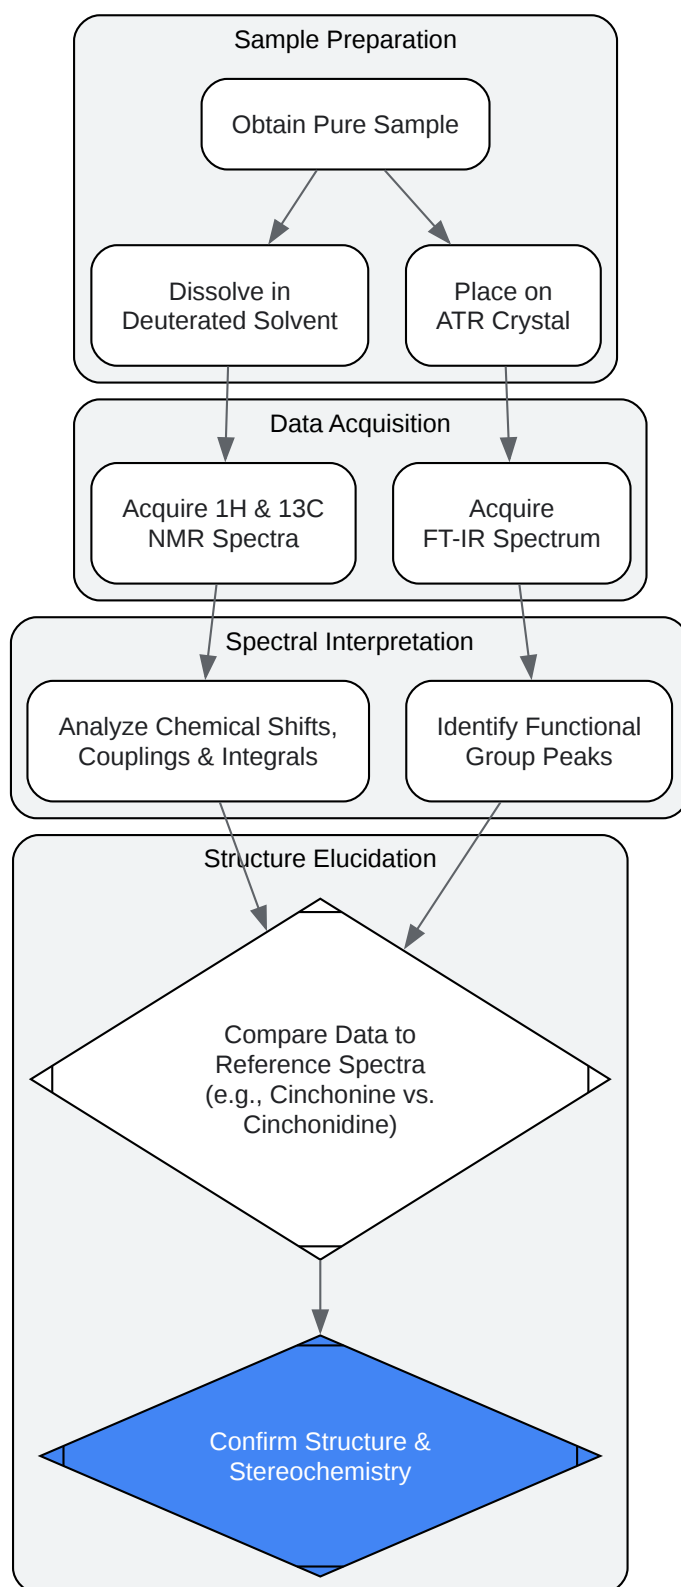 Sample Preparation
Obtain Pure Sample
Dissolve in
Deuterated Solvent
Place on
ATR Crystal
Data Acquisition
Acquire 1H & 13C
NMR Spectra
Acquire
FT-IR Spectrum
Spectral Interpretation
Analyze Chemical Shifts,
Couplings & Integrals
Identify Functional
Group Peaks
Structure Elucidation
Compare Data to
Reference Spectra
(e.g., Cinchonine vs.
Cinchonidine)
Confirm Structure &
Stereochemistry